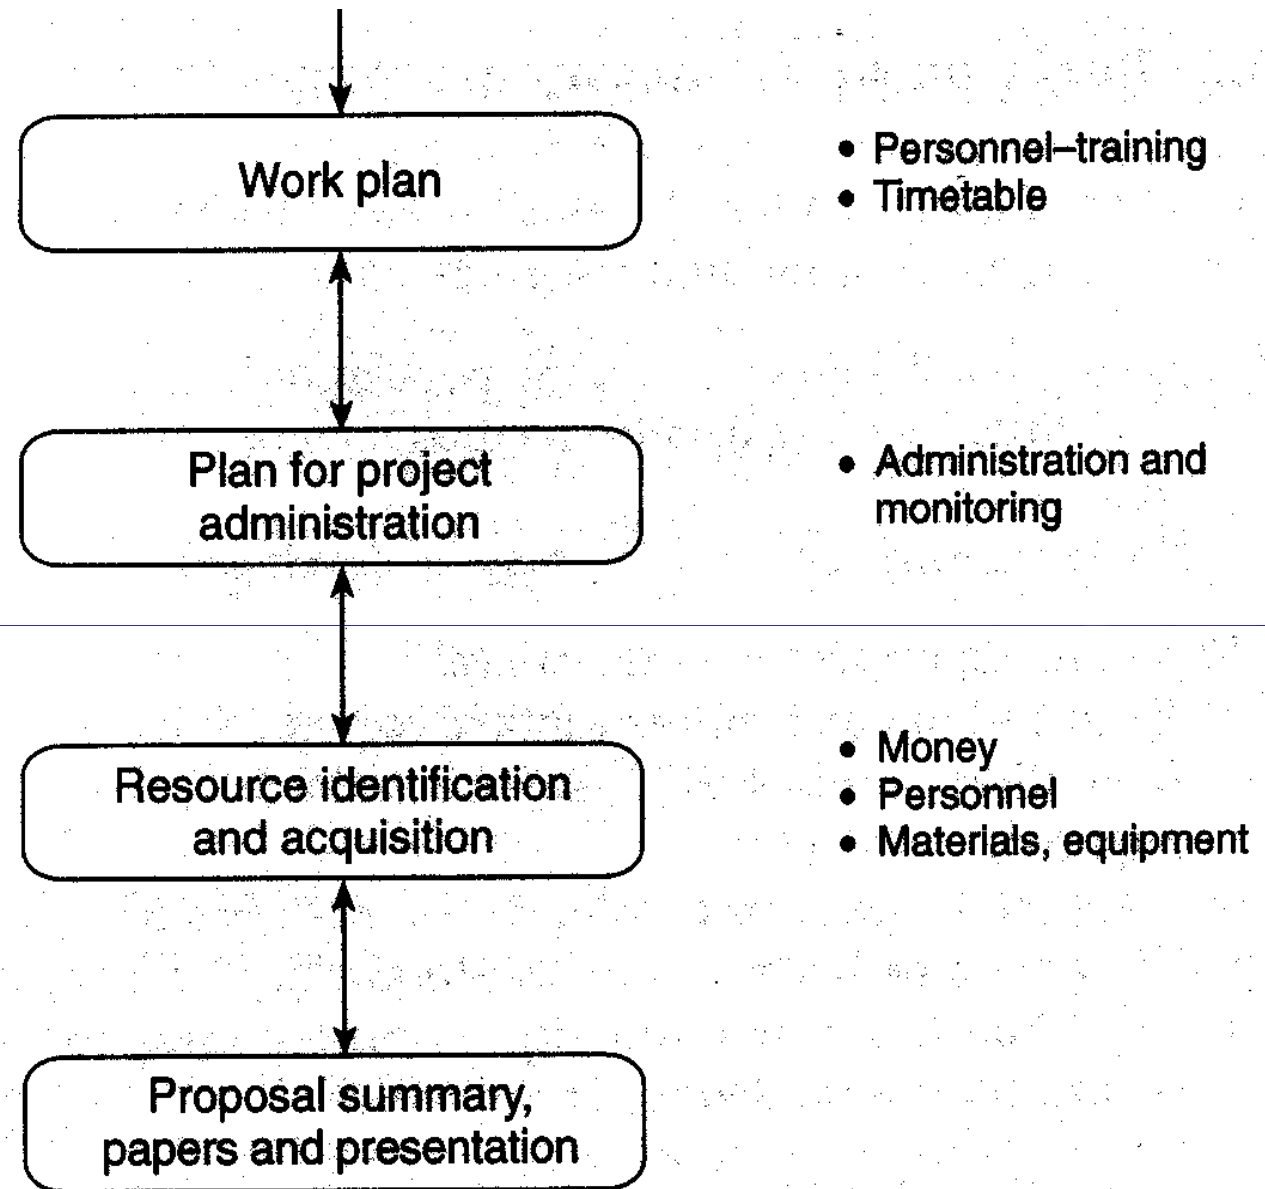 Work plan
• Personnel–training
• Timetable
Plan for project
administration
• Administration and
monitoring
Resource identification
and acquisition
• Money
• Personnel
• Materials, equipment
Proposal summary,
papers and presentation